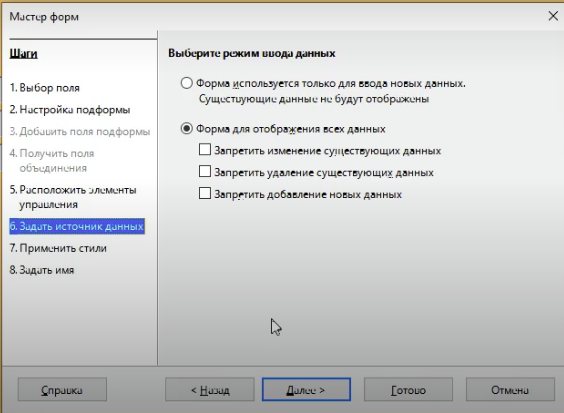 Мастер форм
Шаги
1. Выбор поля
2. Настройка подформы
3. Добавить поля подформы
4. Получить поля
объединения
5. Расположить элементы
управления
6. Задать источник данных
7. Применить стили
8. Задать имя
Выберите режим ввода данных
Форма используется только для ввода новых данных.
Существующие данные не будут отображены
Форма для отображения всех данных
Запретить изменение существующих данных
Запретить удаление существующих данных
Запретить добавление новых данных
Справка
< Назад
Далее >
Готово
Отмена